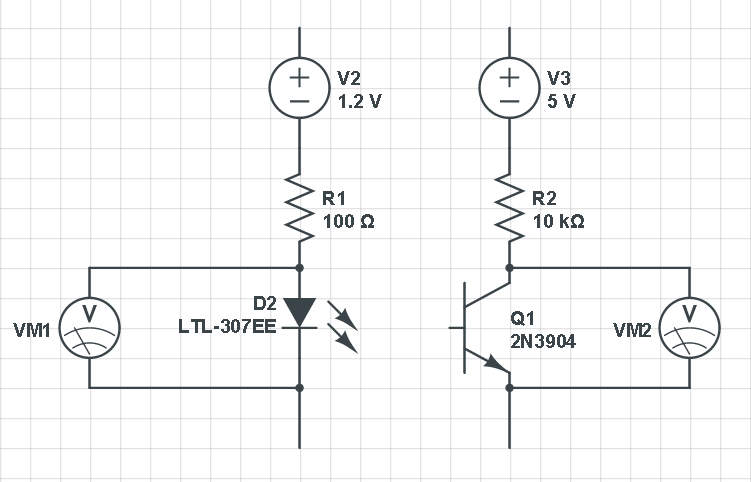 V2
1.2 V
V3
5 V
R1
100 Ω
R2
10 kΩ
V
VM1
D2
LTL-307EE
Q1
2N3904
V
VM2